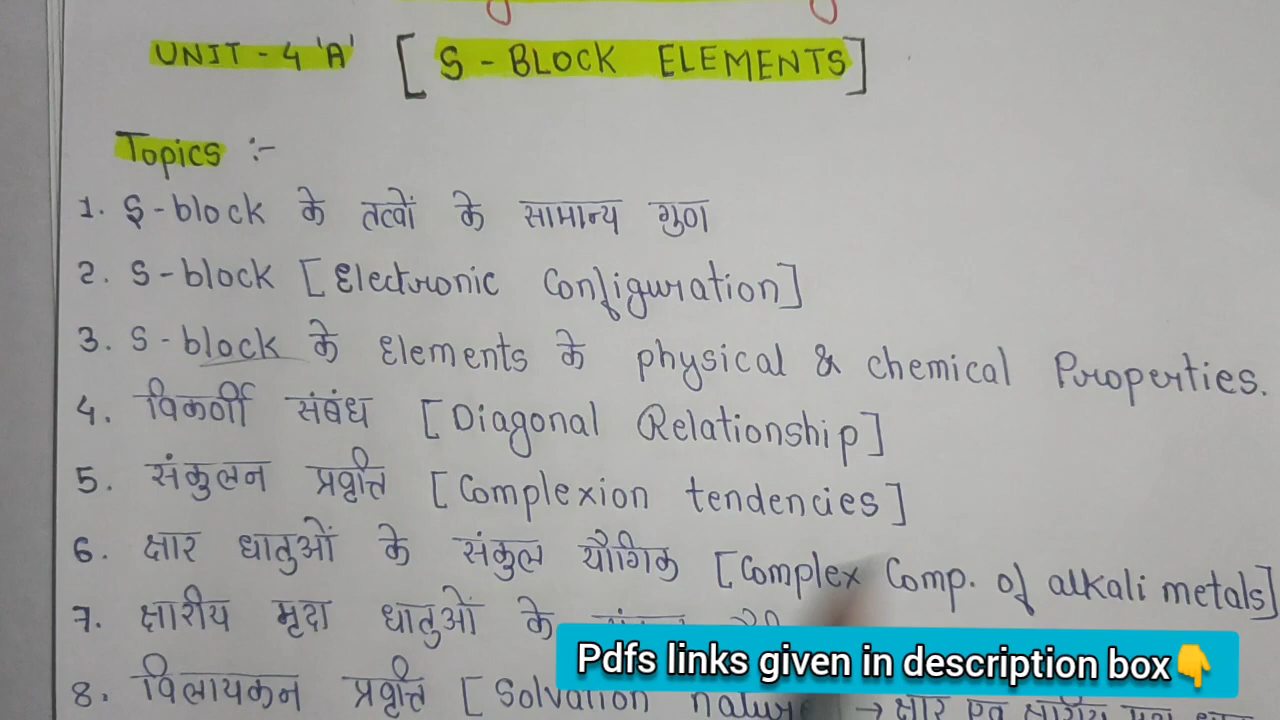 UNIT - 4 'A' [ S - BLOCK ELEMENTS ]
Topics :-
1. S-block के तत्वों के सामान्य गुण
2. S-block [Electronic Configuration]
3. S-block के Elements के physical & chemical Properties.
4. विकर्णी संबंध [Diagonal Relationship]
5. संकुलन प्रवृत्ति [Complexion tendencies]
6. क्षार धातुओं के संकुल यौगिक [Complex Comp. of alkali metals]
7. क्षारीय मृदा धातुओं के
Pdfs links given in description box👇
8. विलायकन प्रवृत्ति [Solvation → क्षार एवं क्षारीय